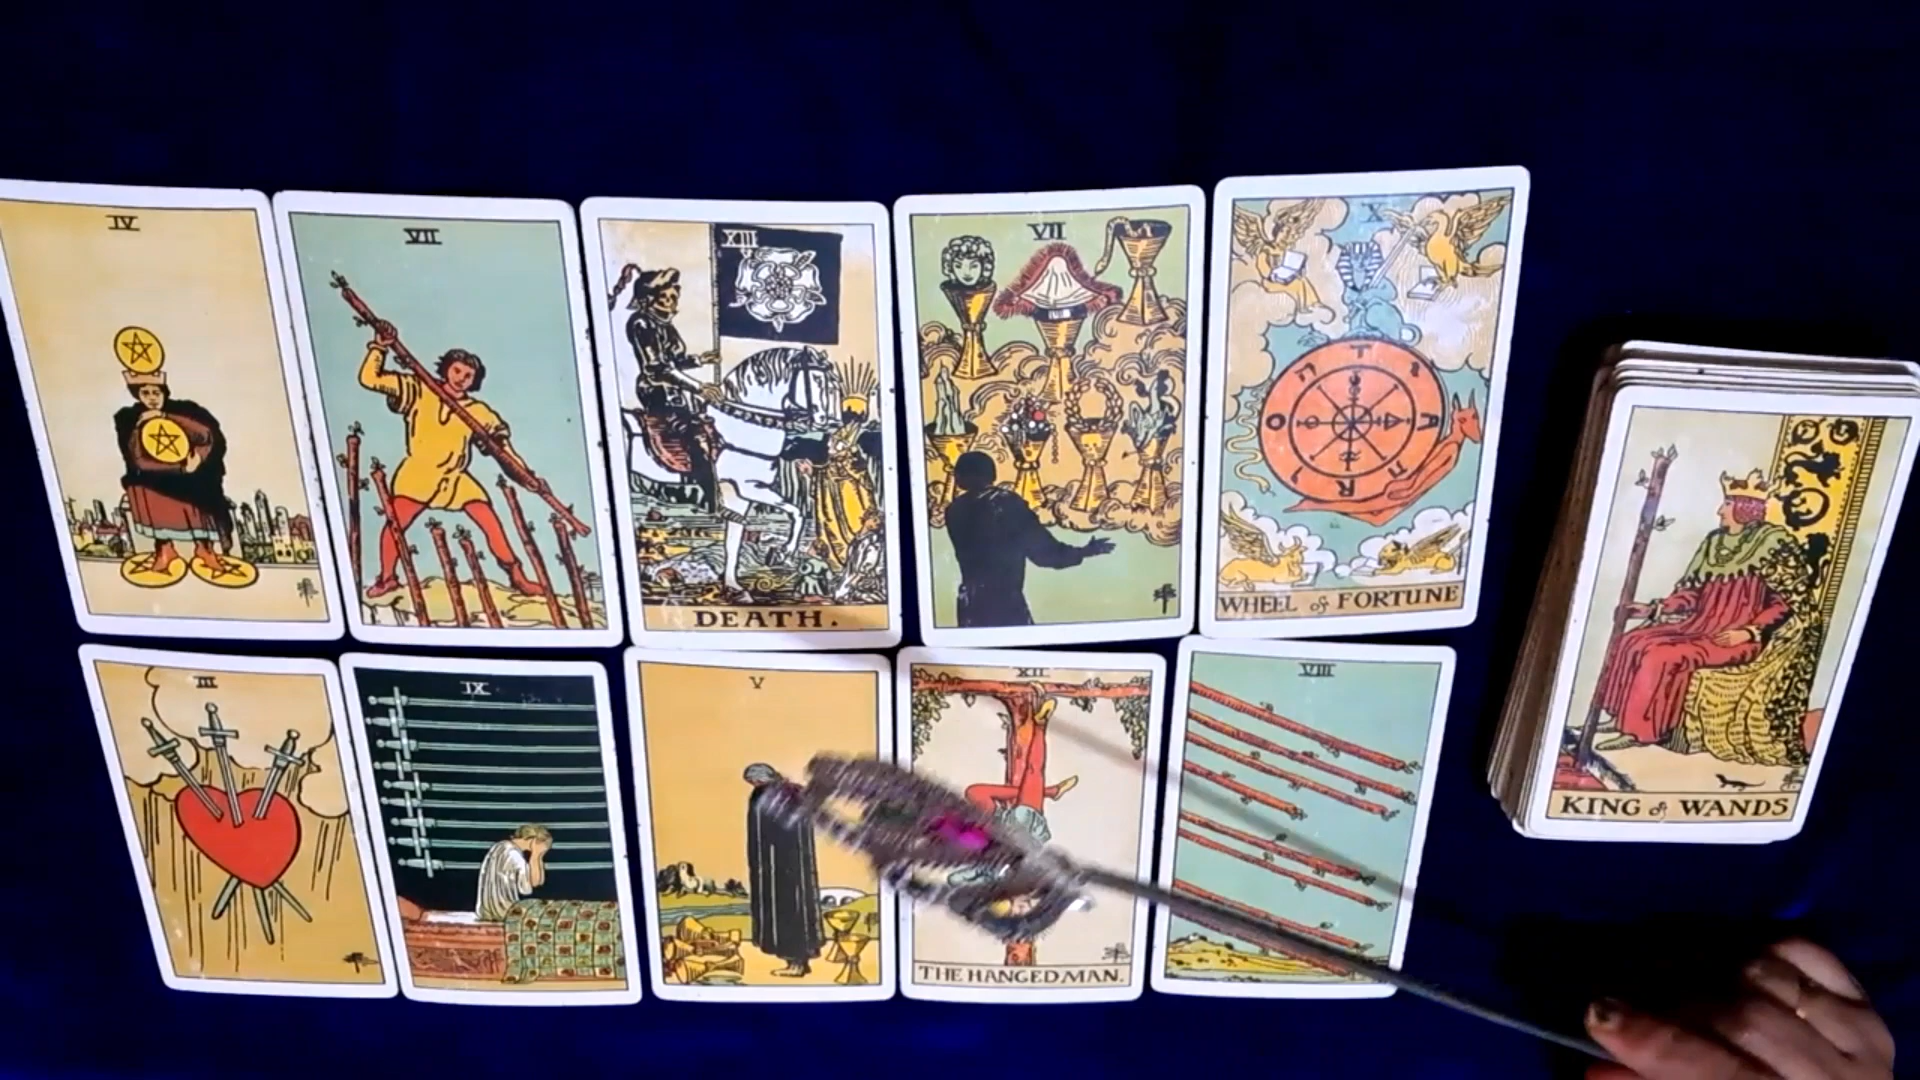 IV
VII
XIII
DEATH.
VII
X
WHEEL of FORTUNE
III
IX
V
XII
THE HANGED MAN.
VIII
KING of WANDS